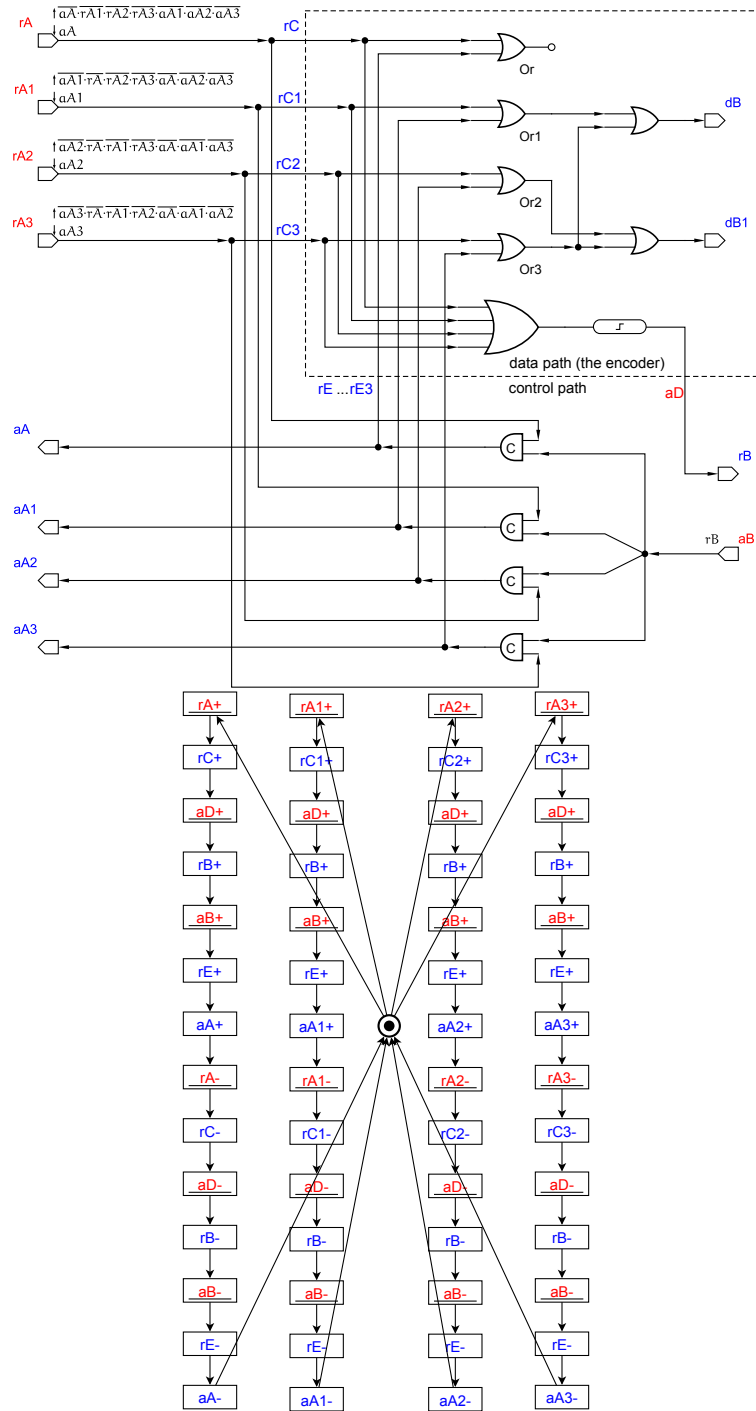 rA ↑aA·rA1·rA2·rA3·aA1·aA2·aA3
↓aA
rC
Or
rA1 ↑aA1·rA·rA2·rA3·aA·aA2·aA3
↓aA1
rC1
Or1
dB
rA2 ↑aA2·rA·rA1·rA3·aA·aA1·aA3
↓aA2
rC2
Or2
rA3 ↑aA3·rA·rA1·rA2·aA·aA1·aA2
↓aA3
rC3
Or3
dB1
data path (the encoder)
rE ...rE3 control path aD
aA C rB
aA1 C
rB aB
aA2 C
aA3 C
rA+ rA1+ rA2+ rA3+
rC+ rC1+ rC2+ rC3+
aD+ aD+ aD+ aD+
rB+ rB+ rB+ rB+
aB+ aB+ aB+ aB+
rE+ rE+ rE+ rE+
aA+ aA1+ aA2+ aA3+
rA- rA1- rA2- rA3-
rC- rC1- rC2- rC3-
aD- aD- aD- aD-
rB- rB- rB- rB-
aB- aB- aB- aB-
rE- rE- rE- rE-
aA- aA1- aA2- aA3-